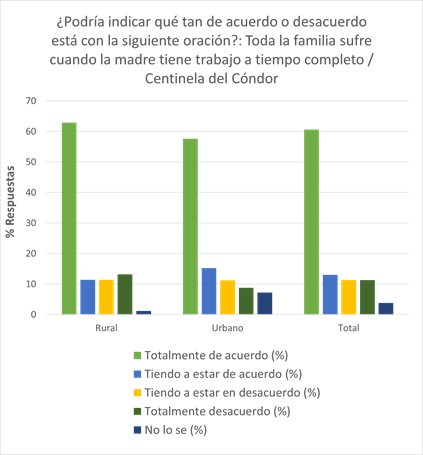 ¿Podría indicar qué tan de acuerdo o desacuerdo
está con la siguiente oración?: Toda la familia sufre
cuando la madre tiene trabajo a tiempo completo /
Centinela del Cóndor
% Respuestas
70
60
50
40
30
20
10
0
Rural
Urbano
Total
Totalmente de acuerdo (%)
Tiendo a estar de acuerdo (%)
Tiendo a estar en desacuerdo (%)
Totalmente desacuerdo (%)
No lo se (%)